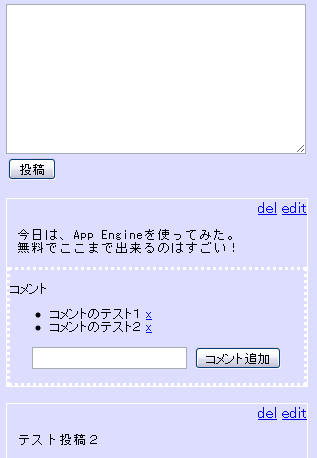 投稿
del edit
今日は、App Engineを使ってみた。
無料でここまで出来るのはすごい！
コメント
• コメントのテスト1 x
• コメントのテスト2 x
コメント追加
del edit
テスト投稿２